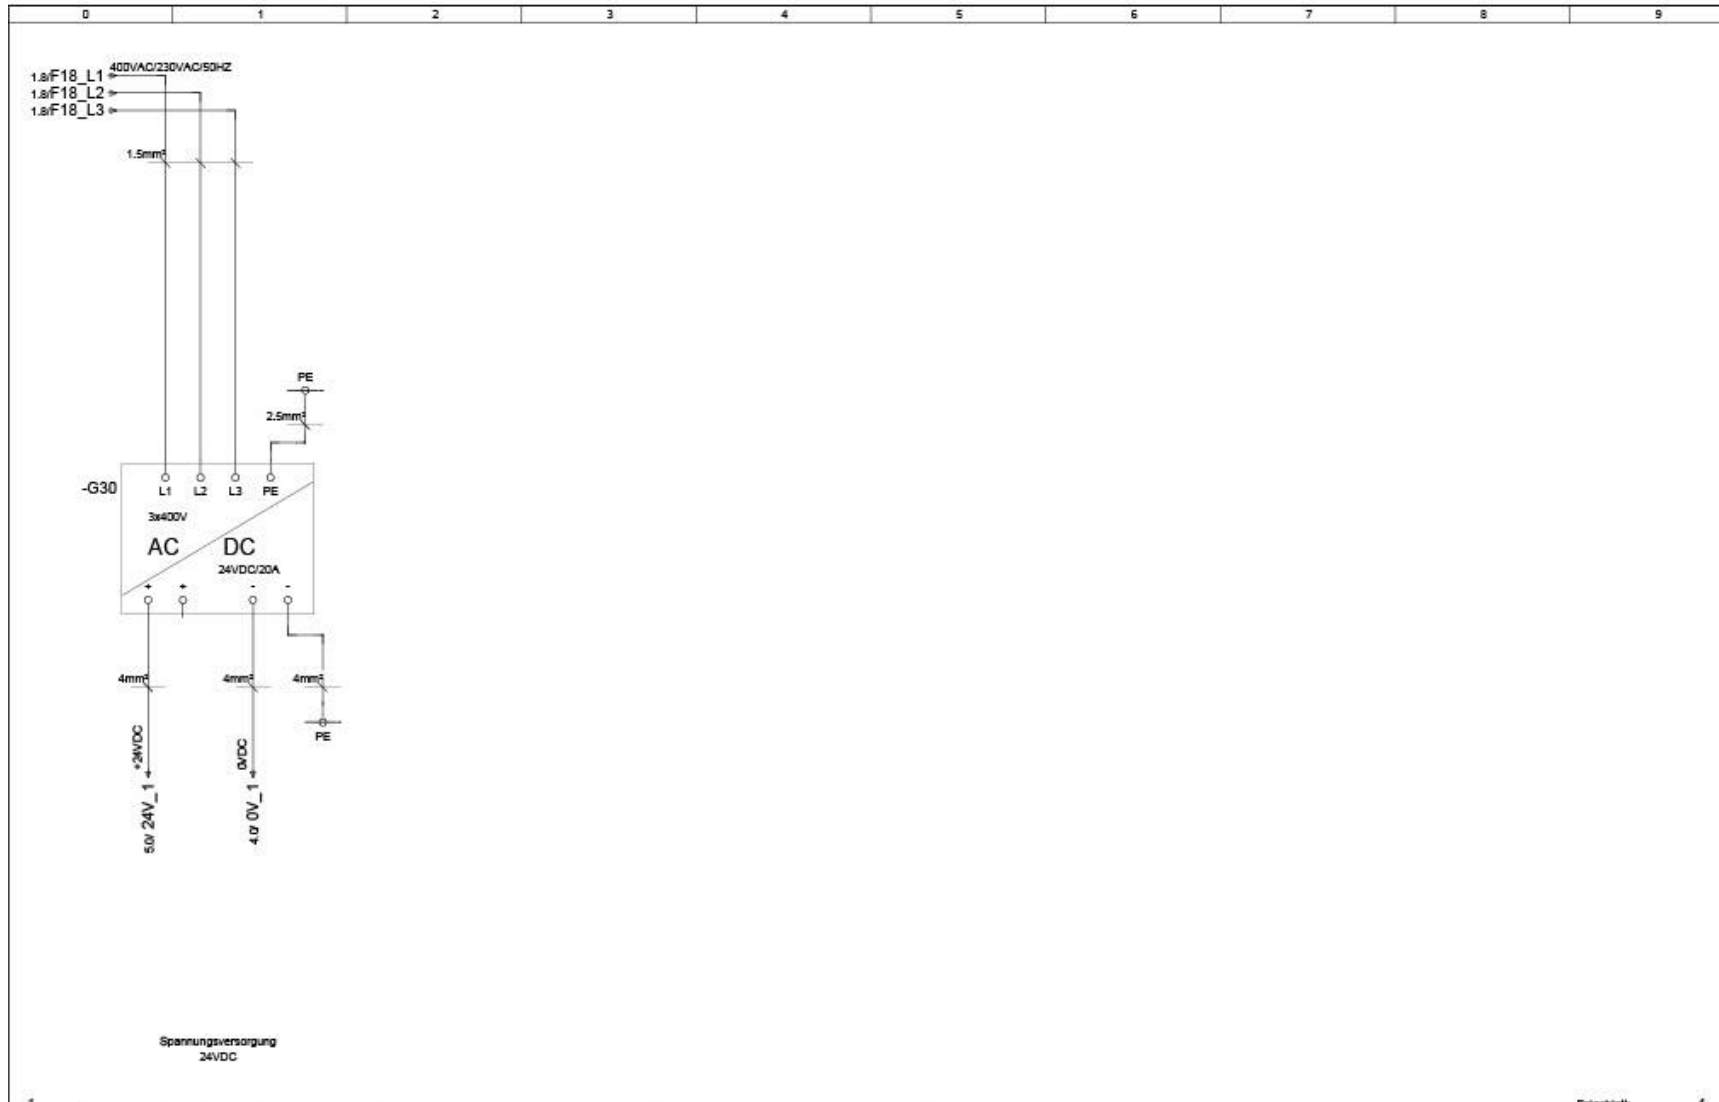 0 1 2 3 4 5 6 7 8 9
400VAC/230VAC/50HZ
1.8/F18_L1
1.8/F18_L2
1.8/F18_L3
1.5mm²
PE
2.5mm²
-G30
L1 L2 L3 PE
3x400V
AC DC
24VDC/20A
+ + - -
4mm² 4mm² 4mm²
PE
+24VDC
0VDC
5.0/ 24V_1
4.0/ 0V_1
Spannungsversorgung
24VDC